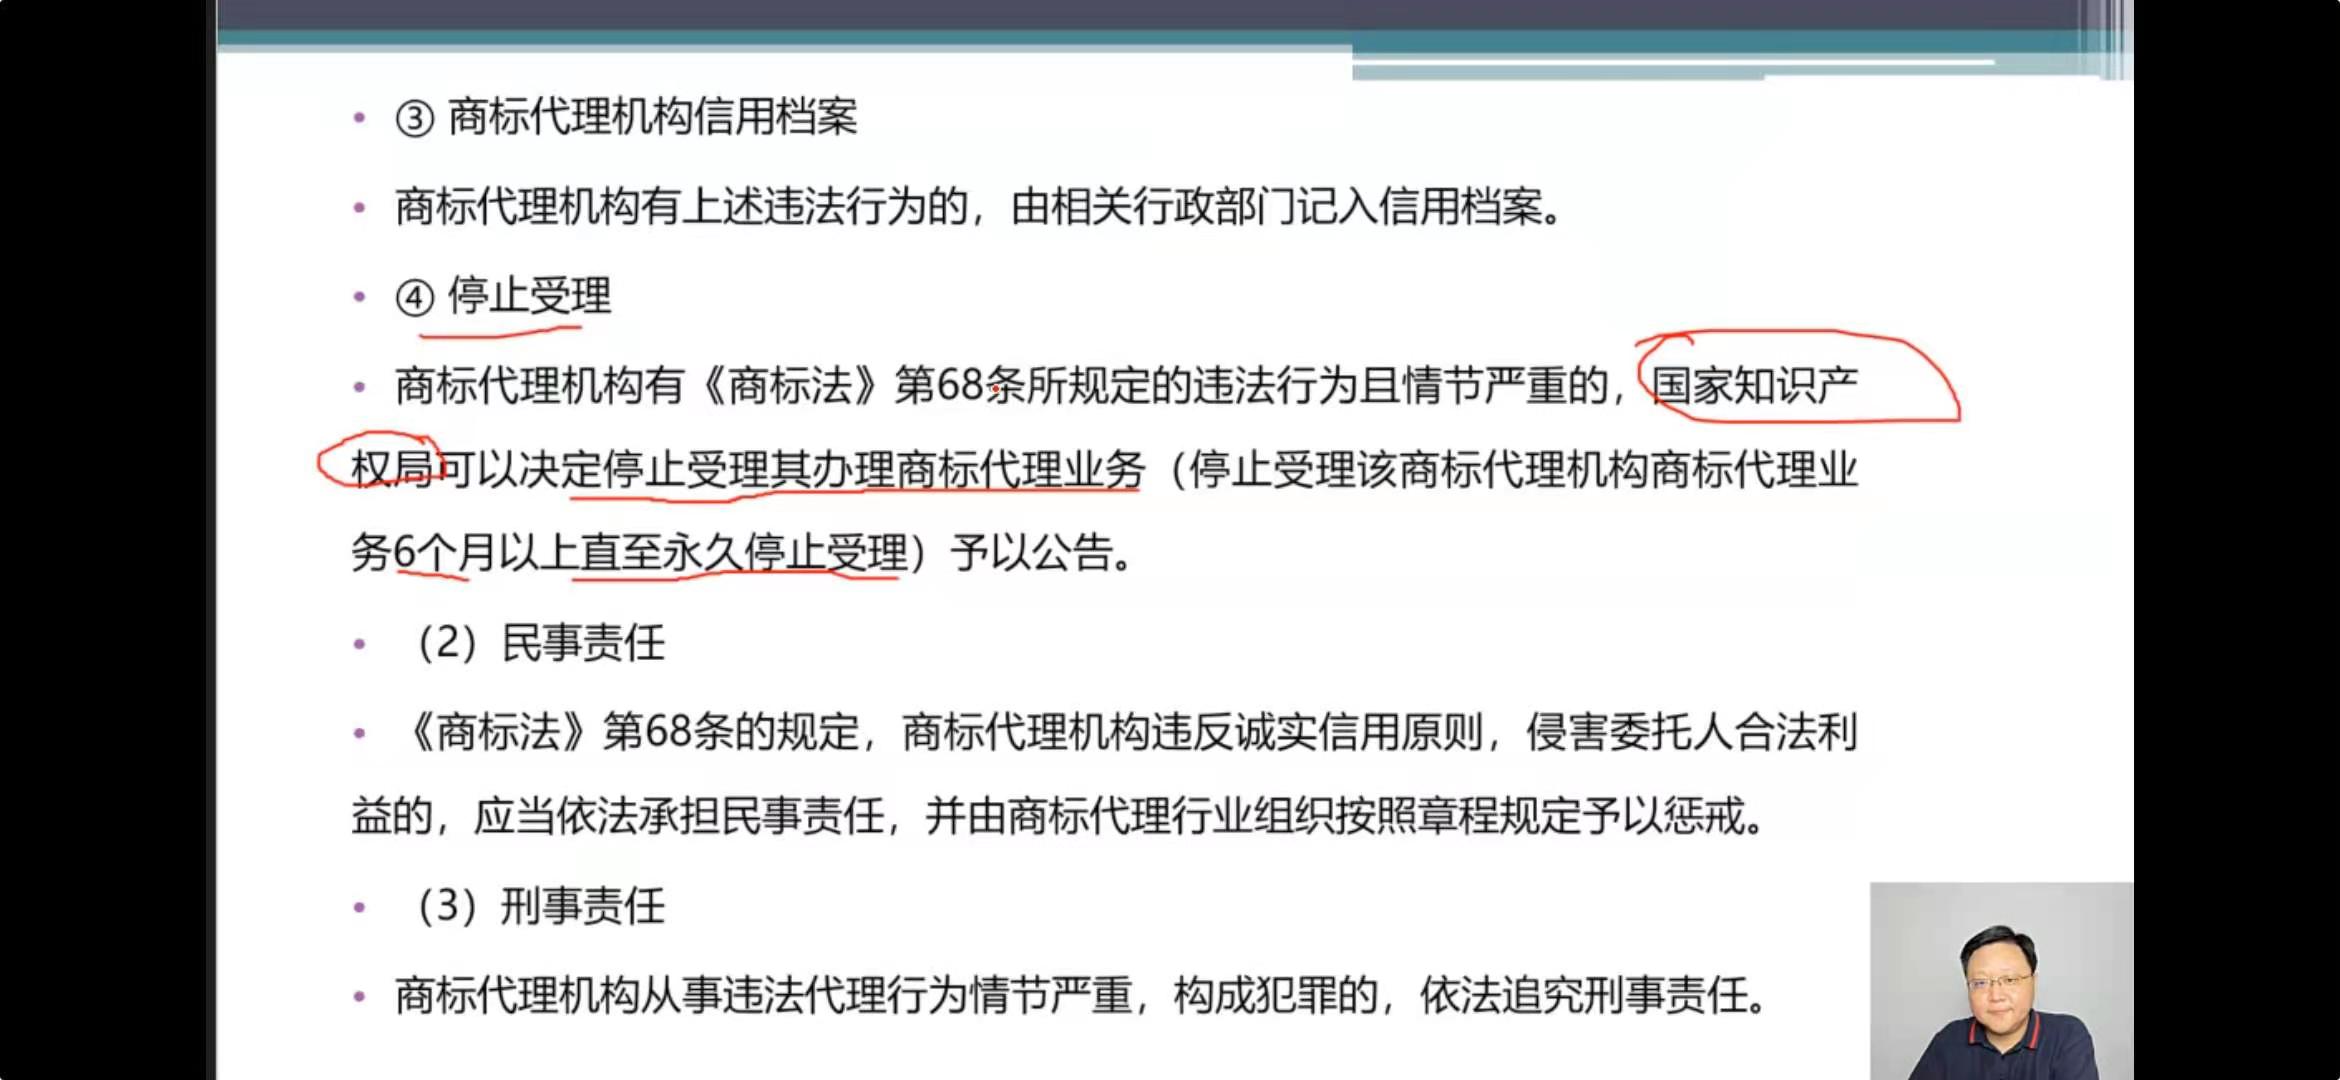 • ③ 商标代理机构信用档案
• 商标代理机构有上述违法行为的，由相关行政部门记入信用档案。
• ④ 停止受理
• 商标代理机构有《商标法》第68条所规定的违法行为且情节严重的，国家知识产
权局可以决定停止受理其办理商标代理业务（停止受理该商标代理机构商标代理业
务6个月以上直至永久停止受理）予以公告。
• （2）民事责任
• 《商标法》第68条的规定，商标代理机构违反诚实信用原则，侵害委托人合法利
益的，应当依法承担民事责任，并由商标代理行业组织按照章程规定予以惩戒。
• （3）刑事责任
• 商标代理机构从事违法代理行为情节严重，构成犯罪的，依法追究刑事责任。